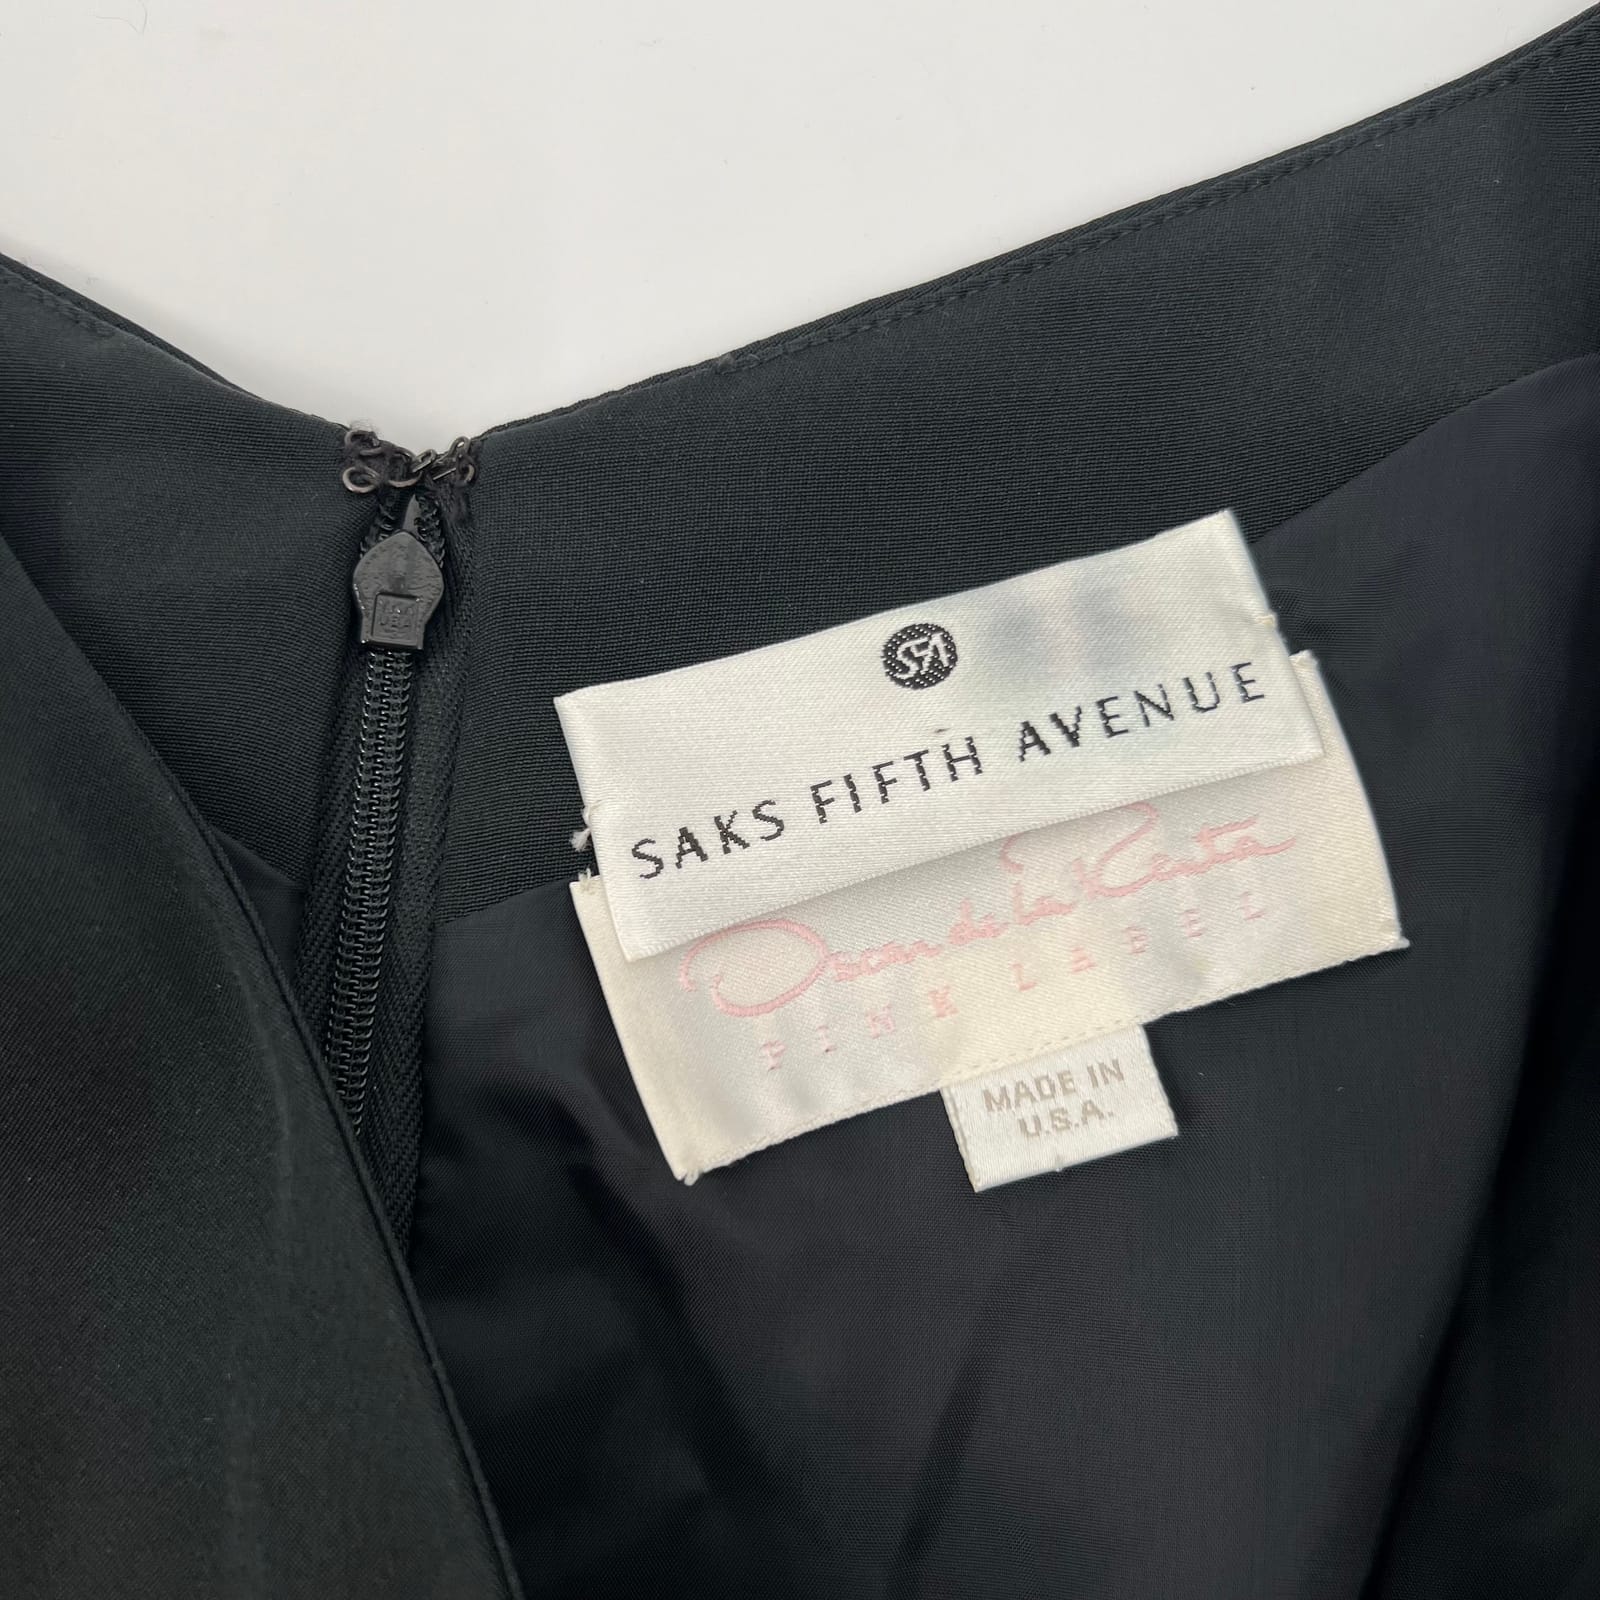 SFA
SAKS FIFTH AVENUE
Oscar de la Renta
PINK LABEL
MADE IN
U.S.A.